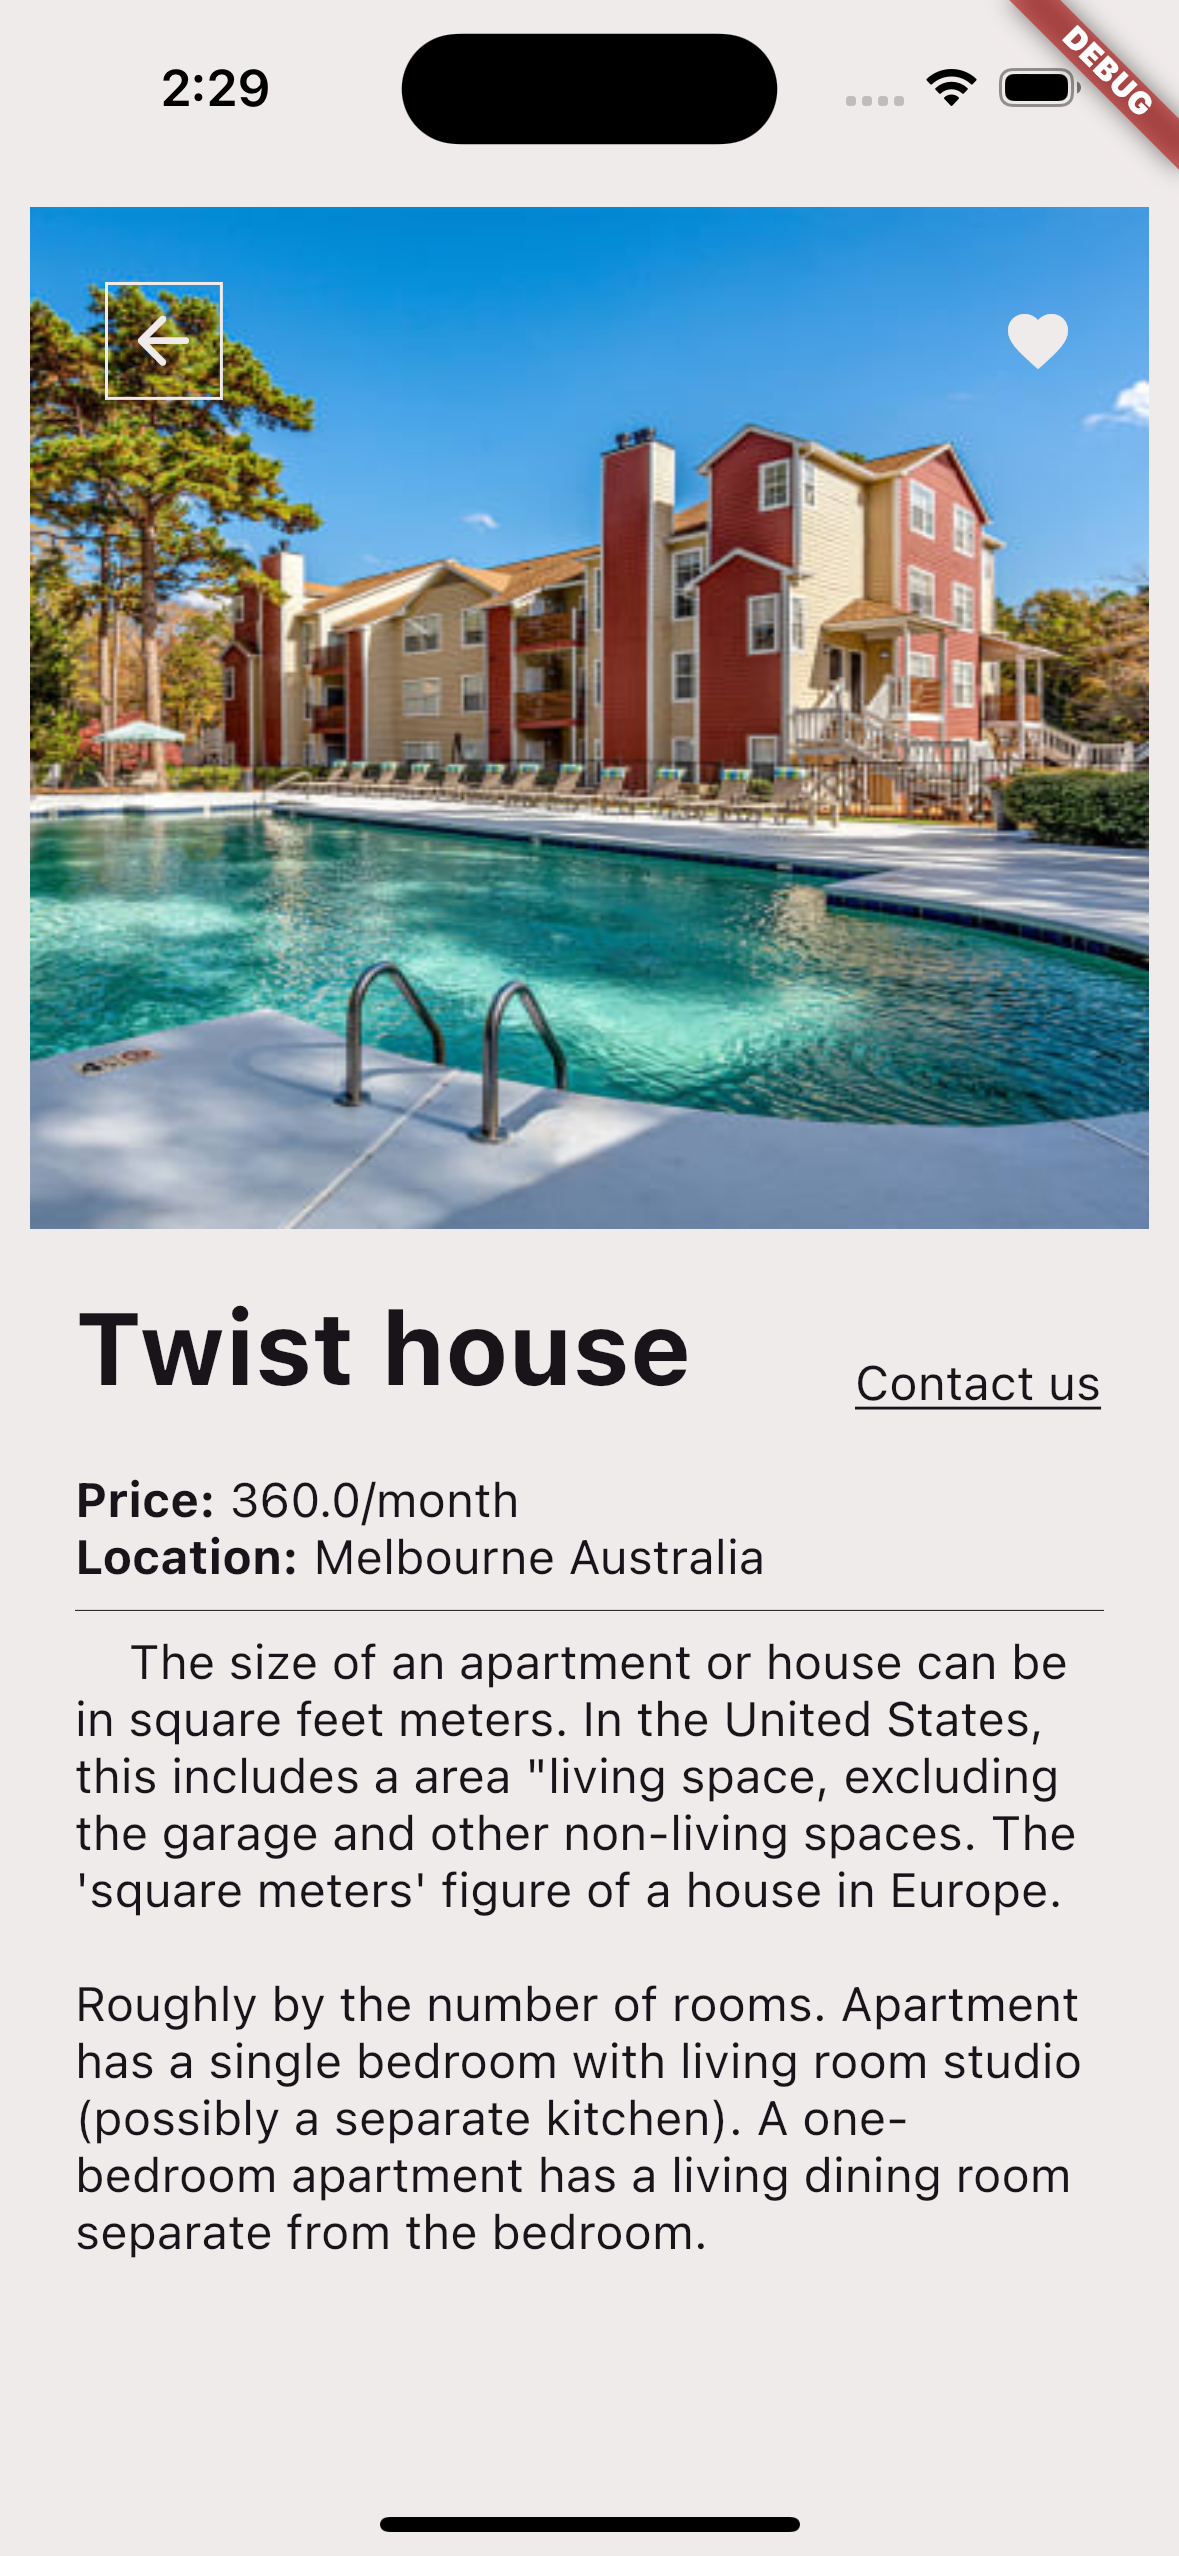 2:29
DEBUG
Twist house
Contact us
Price: 360.0/month
Location: Melbourne Australia
The size of an apartment or house can be
in square feet meters. In the United States,
this includes a area "living space, excluding
the garage and other non-living spaces. The
'square meters' figure of a house in Europe.
Roughly by the number of rooms. Apartment
has a single bedroom with living room studio
(possibly a separate kitchen). A one-
bedroom apartment has a living dining room
separate from the bedroom.